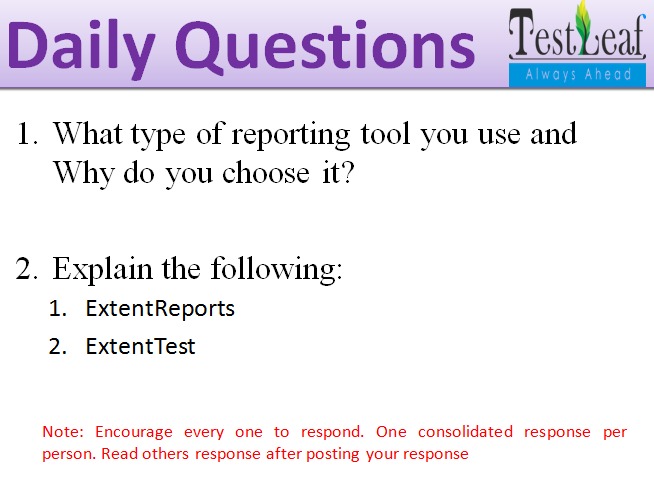 Daily Questions
TestLeaf
Always Ahead
1. What type of reporting tool you use and
Why do you choose it?
2. Explain the following:
1. ExtentReports
2. ExtentTest
Note: Encourage every one to respond. One consolidated response per
person. Read others response after posting your response